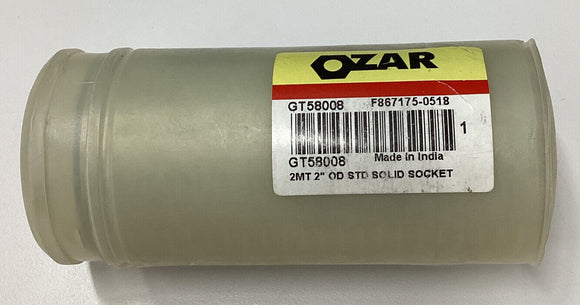 OZAR
GT58008 F867175-0518
1
GT58008 Made In India
2MT 2" OD STD SOLID SOCKET